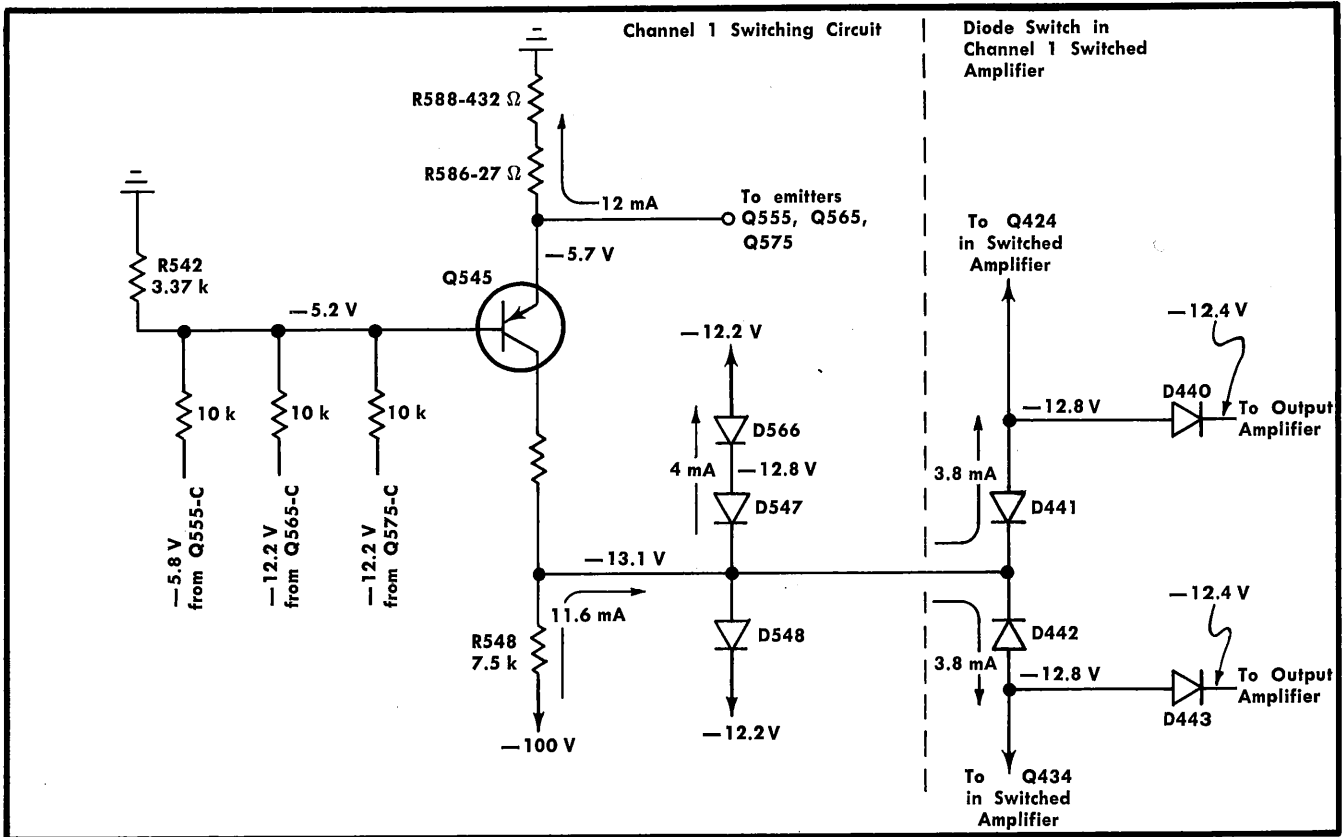 Channel 1 Switching Circuit
Diode Switch in
Channel 1 Switched
Amplifier
R588-432 Ω
R586-27 Ω
12 mA
To emitters
Q555, Q565,
Q575
—5.7 V
R542
3.37 k
—5.2 V
Q545
10 k
10 k
10 k
—5.8 V
from Q555-C
—12.2 V
from Q565-C
—12.2 V
from Q575-C
—12.2 V
D566
4 mA
—12.8 V
D547
—13.1 V
11.6 mA
R548
7.5 k
—100 V
D548
—12.2 V
To Q424
in Switched
Amplifier
—12.4 V
D440
—12.8 V
To Output
Amplifier
3.8 mA
D441
D442
3.8 mA
—12.8 V
—12.4 V
To Output
Amplifier
D443
To Q434
in Switched
Amplifier